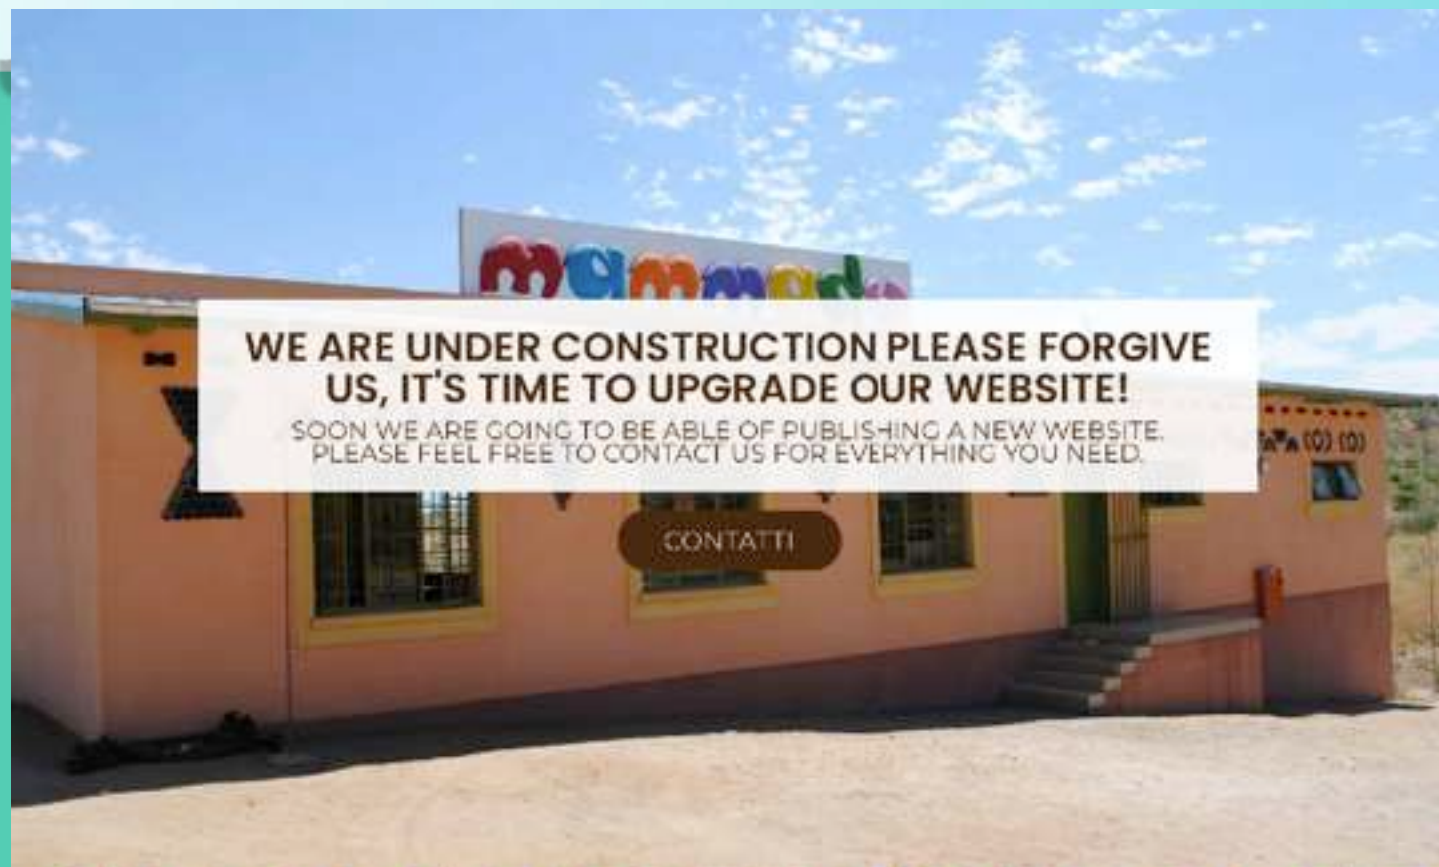 WE ARE UNDER CONSTRUCTION PLEASE FORGIVE
US, IT'S TIME TO UPGRADE OUR WEBSITE!
SOON WE ARE GOING TO BE ABLE OF PUBLISHING A NEW WEBSITE.
PLEASE FEEL FREE TO CONTACT US FOR EVERYTHING YOU NEED.
CONTATTI